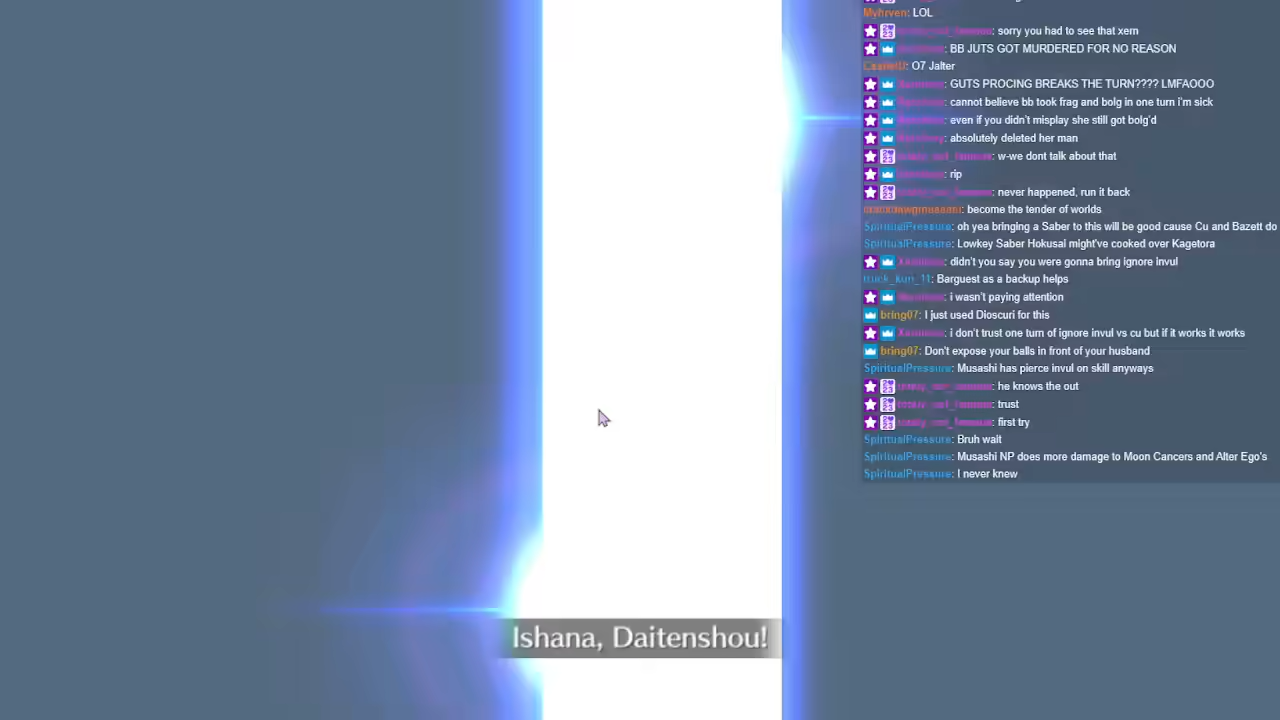 Myhrven: LOL
: sorry you had to see that xern
: BB JUTS GOT MURDERED FOR NO REASON
: O7 Jalter
: GUTS PROCING BREAKS THE TURN???? LMFAOOO
: cannot believe bb took frag and bolg in one turn i'm sick
: even if you didn't misplay she still got bolg'd
: absolutely deleted her man
: w-we dont talk about that
: rip
: never happened, run it back
: become the tender of worlds
SpiritualPressure: oh yea bringing a Saber to this will be good cause Cu and Bazett do
SpiritualPressure: Lowkey Saber Hokusai might've cooked over Kagetora
: didn't you say you were gonna bring ignore invul
: Barguest as a backup helps
: i wasn't paying attention
bring07: I just used Dioscuri for this
: i don't trust one turn of ignore invul vs cu but if it works it works
bring07: Don't expose your balls in front of your husband
SpiritualPressure: Musashi has pierce invul on skill anyways
: he knows the out
: trust
: first try
SpiritualPressure: Bruh wait
SpiritualPressure: Musashi NP does more damage to Moon Cancers and Alter Ego's
SpiritualPressure: I never knew
Ishana, Daitenshou!